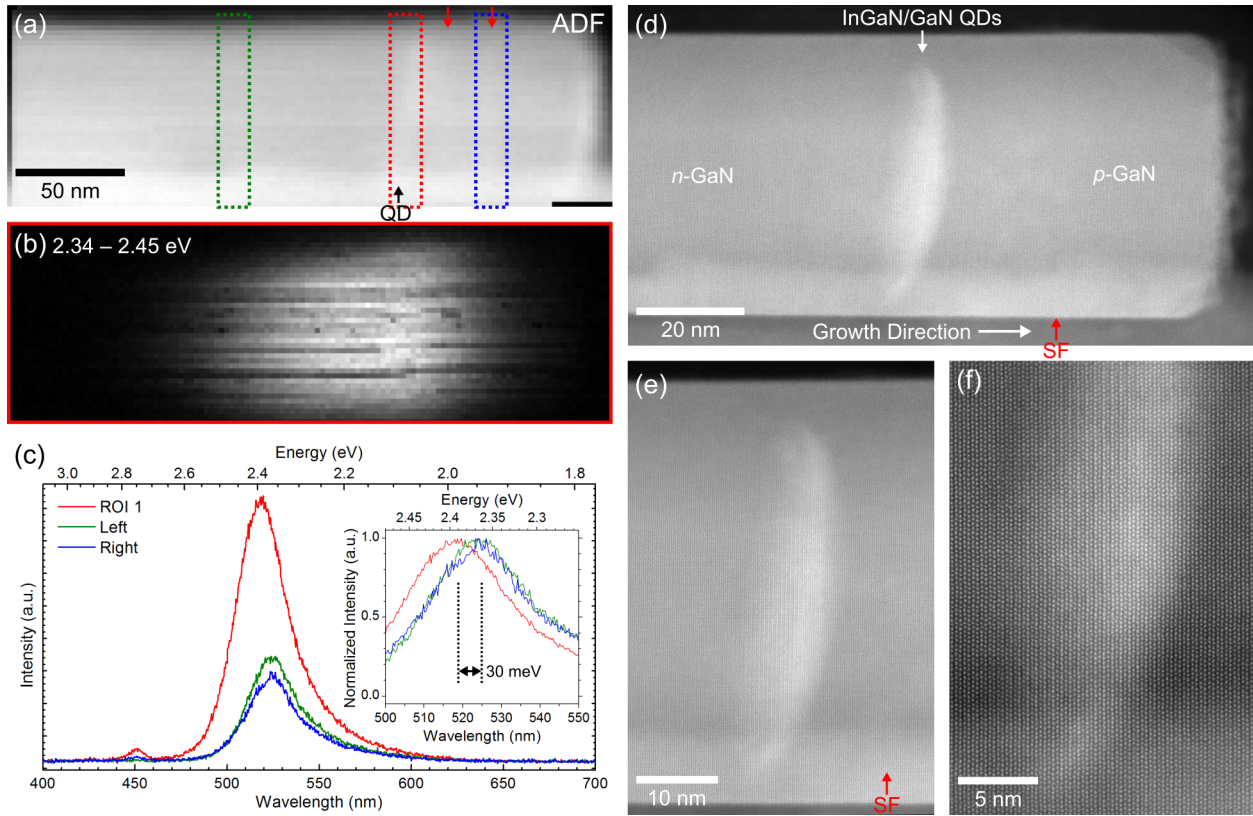 (a)
ADF
50 nm
QD
(b) 2.34 – 2.45 eV
(c)
Energy (eV)
3.0 2.8 2.6 2.4 2.2 2.0 1.8
ROI 1
Left
Right
Intensity (a.u.)
400 450 500 550 600 650 700
Wavelength (nm)
Energy (eV)
2.45 2.4 2.35 2.3
Normalized Intensity (a.u.)
1.0
0.5
0.0
30 meV
500 510 520 530 540 550
Wavelength (nm)
(d)
InGaN/GaN QDs
n-GaN
p-GaN
20 nm
Growth Direction
SF
(e)
10 nm
SF
(f)
5 nm